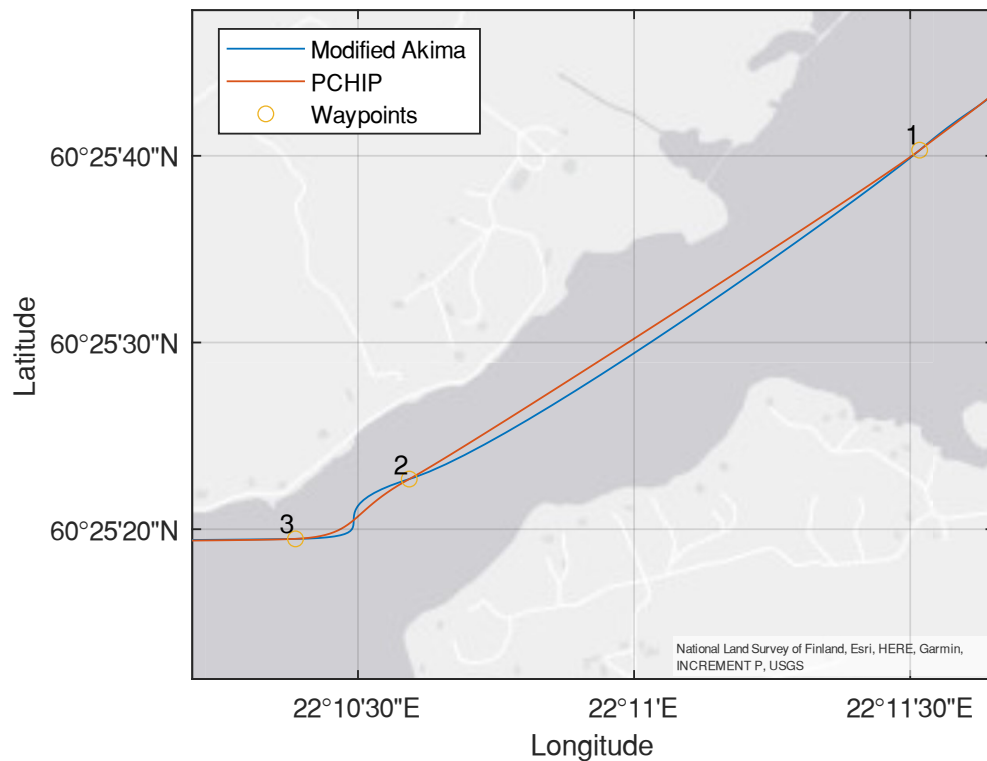 Modified Akima
PCHIP
Waypoints
1
60°25'40"N
60°25'30"N
2
3
60°25'20"N
Latitude
National Land Survey of Finland, Esri, HERE, Garmin,
INCREMENT P, USGS
22°10'30"E
22°11'E
22°11'30"E
Longitude